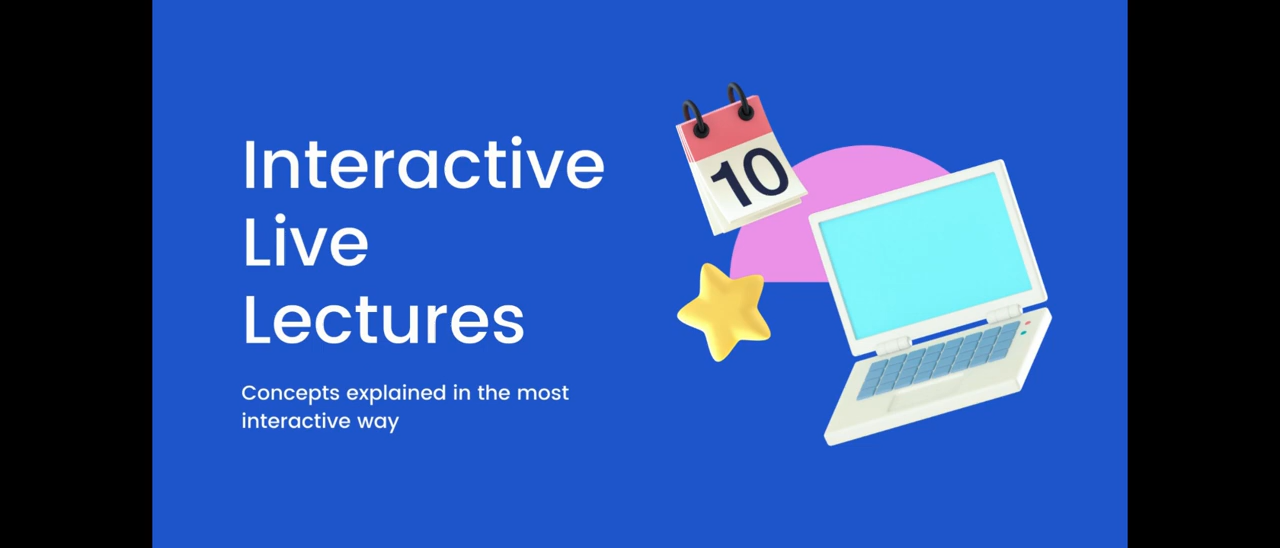 Interactive
Live
Lectures
Concepts explained in the most
interactive way
10